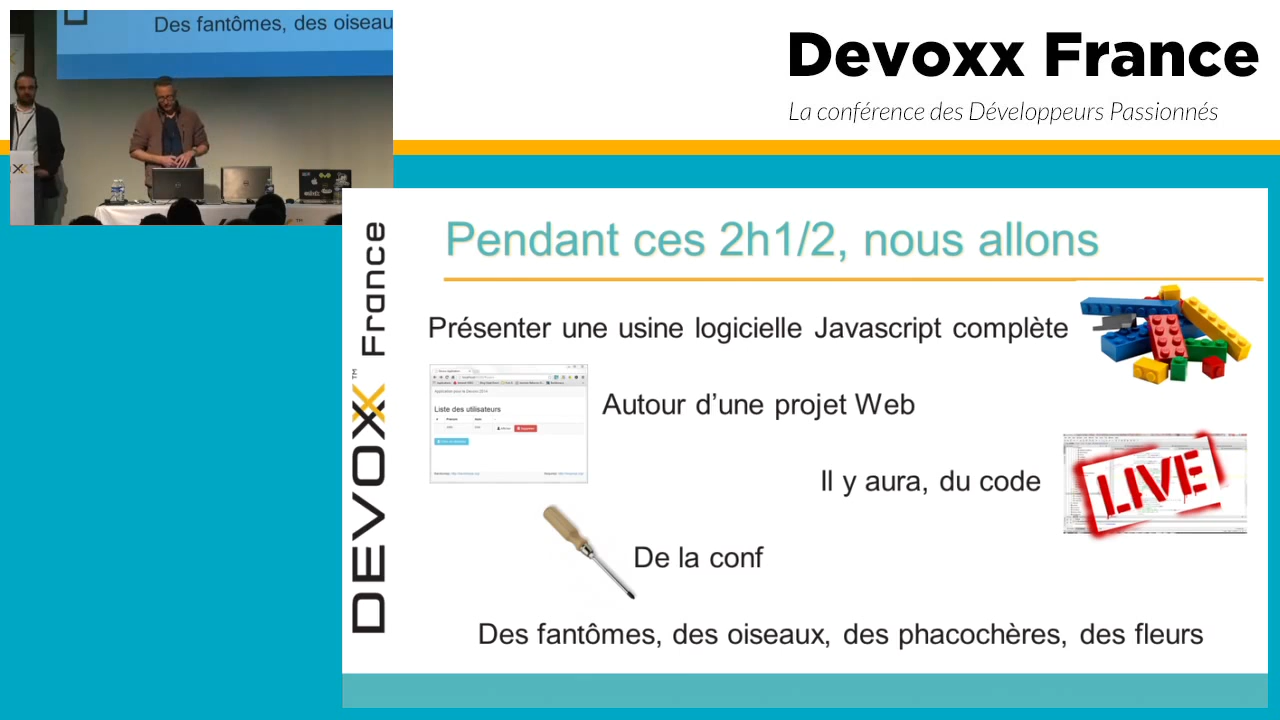 Des fantômes, des oiseau
Devoxx France
La conférence des Développeurs Passionnés
DEVOXX™ France
Pendant ces 2h1/2, nous allons
Présenter une usine logicielle Javascript complète
Liste des utilisateurs
Autour d’une projet Web
Il y aura, du code
LIVE
De la conf
Des fantômes, des oiseaux, des phacochères, des fleurs